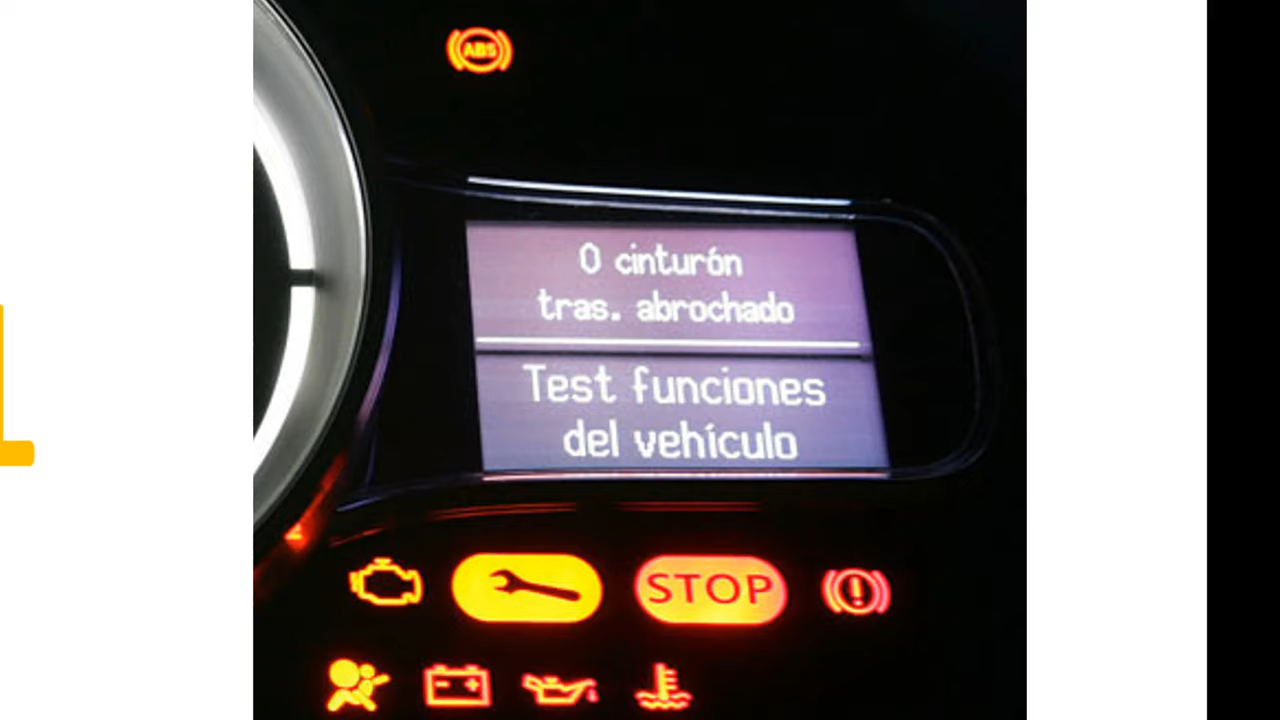 ABS
0 cinturón
tras. abrochado
Test funciones
del vehículo
STOP